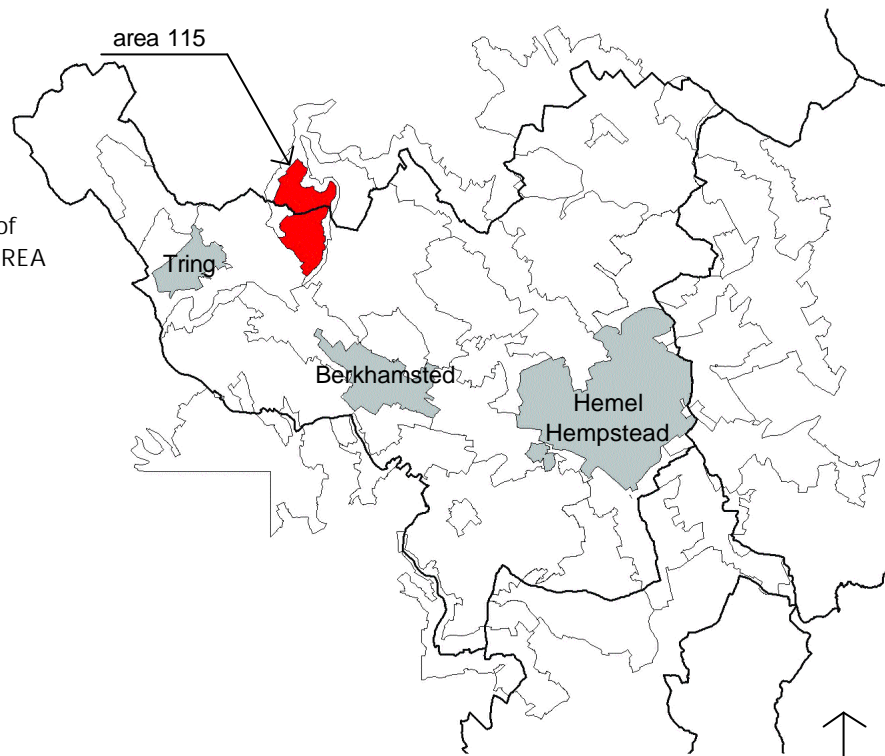 area 115
of
REA
Tring
Berkhamsted
Hemel
Hempstead